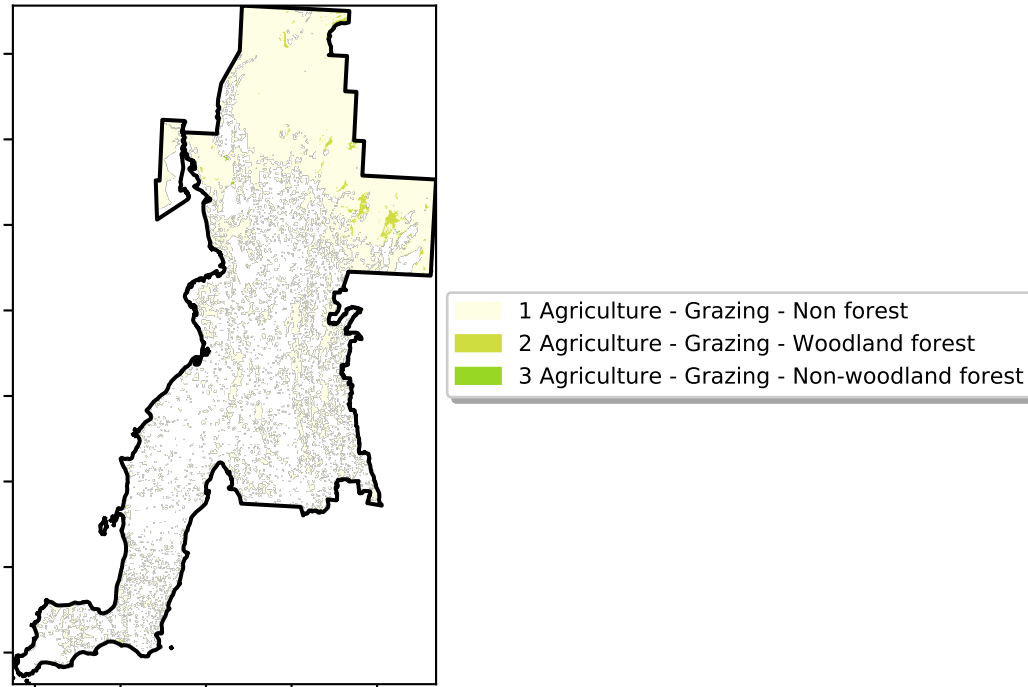 1 Agriculture - Grazing - Non forest
2 Agriculture - Grazing - Woodland forest
3 Agriculture - Grazing - Non-woodland forest